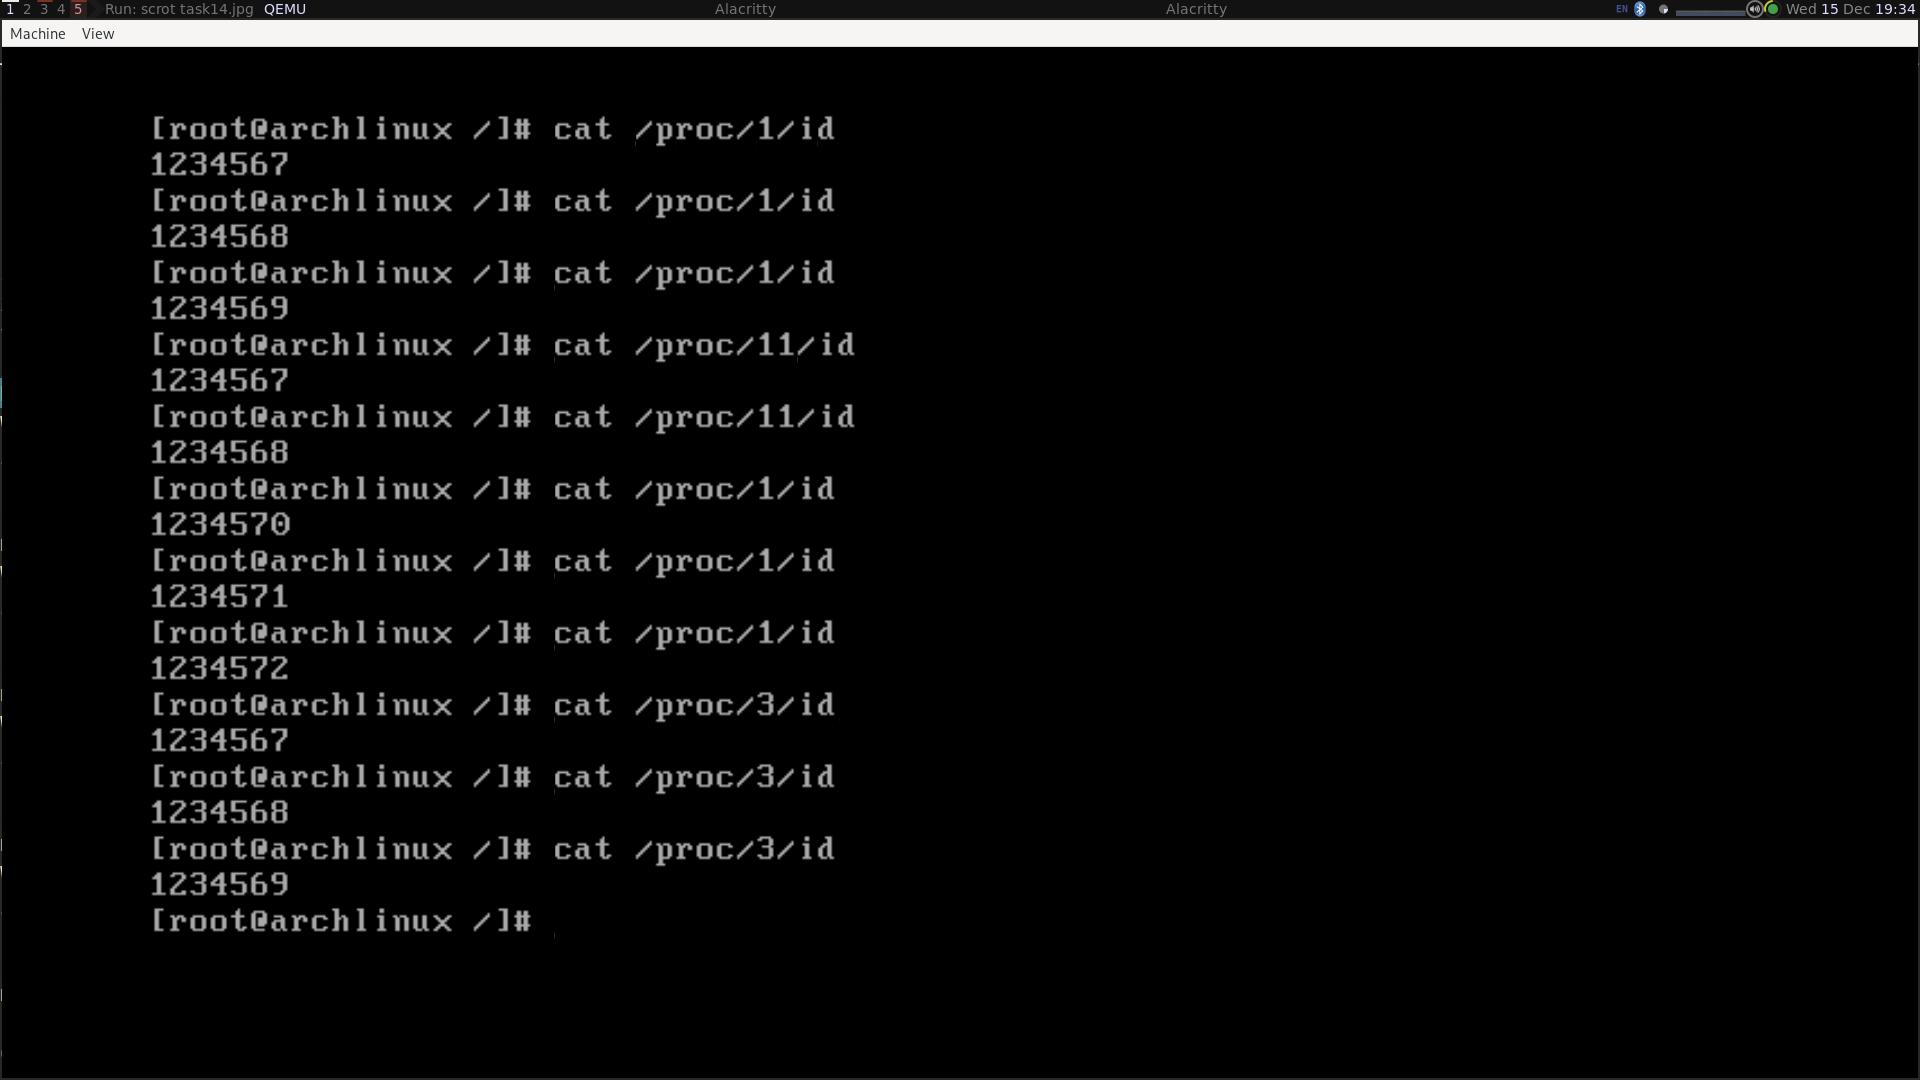 1 2 3 4 5 Run: scrot task14.jpg QEMU Alacritty Alacritty EN Wed 15 Dec 19:34
Machine View
[root@archlinux /]# cat /proc/1/id
1234567
[root@archlinux /]# cat /proc/1/id
1234568
[root@archlinux /]# cat /proc/1/id
1234569
[root@archlinux /]# cat /proc/11/id
1234567
[root@archlinux /]# cat /proc/11/id
1234568
[root@archlinux /]# cat /proc/1/id
1234570
[root@archlinux /]# cat /proc/1/id
1234571
[root@archlinux /]# cat /proc/1/id
1234572
[root@archlinux /]# cat /proc/3/id
1234567
[root@archlinux /]# cat /proc/3/id
1234568
[root@archlinux /]# cat /proc/3/id
1234569
[root@archlinux /]#